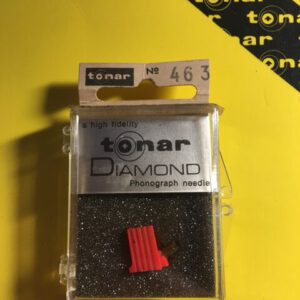 tonar
tonar
tonar
tonar Nº 463
a high fidelity
tonar
DIAMOND
Phonograph needle